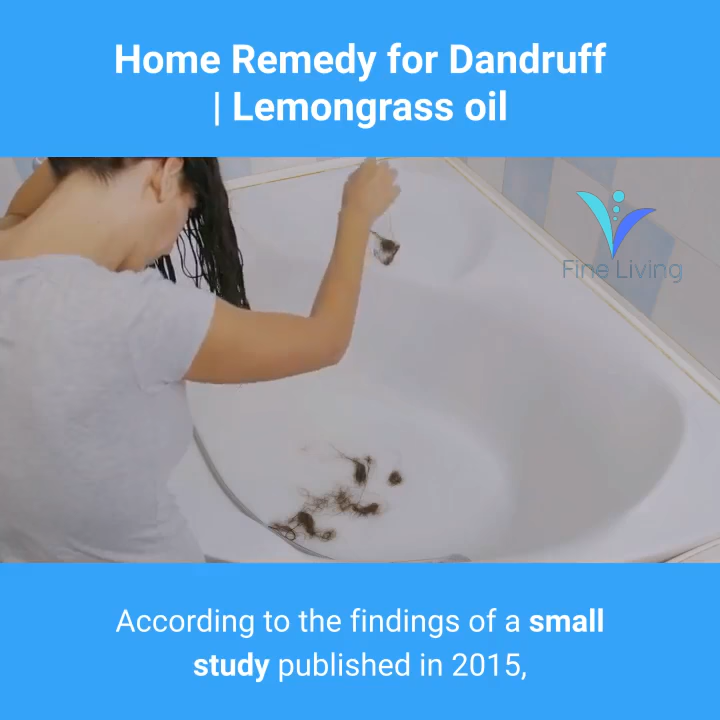 Home Remedy for Dandruff
| Lemongrass oil
Fine Living
According to the findings of a small
study published in 2015,